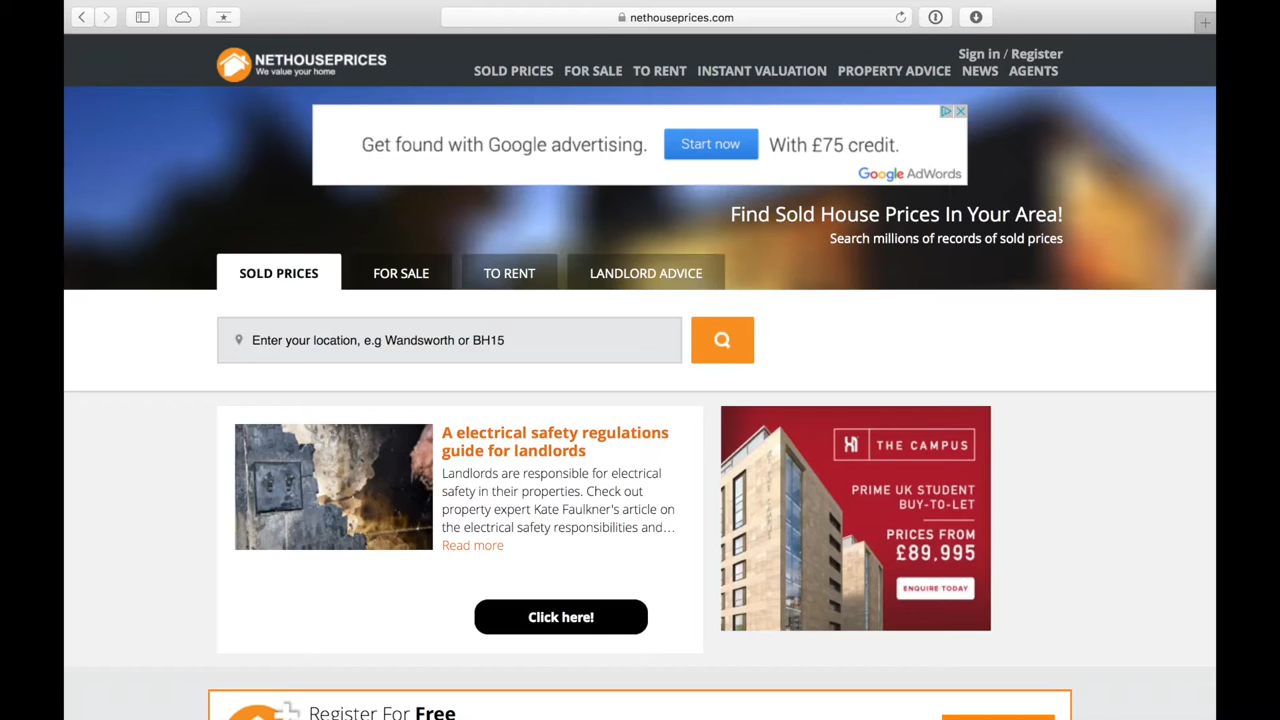 nethouseprices.com
NETHOUSEPRICES
We value your home
Sign in / Register
SOLD PRICES FOR SALE TO RENT INSTANT VALUATION PROPERTY ADVICE NEWS AGENTS
Get found with Google advertising. Start now With £75 credit.
Google AdWords
Find Sold House Prices In Your Area!
Search millions of records of sold prices
SOLD PRICES FOR SALE TO RENT LANDLORD ADVICE
Enter your location, e.g Wandsworth or BH15
A electrical safety regulations
guide for landlords
Landlords are responsible for electrical
safety in their properties. Check out
property expert Kate Faulkner's article on
the electrical safety responsibilities and...
Read more
Click here!
THE CAMPUS
PRIME UK STUDENT
BUY-TO-LET
PRICES FROM
£89,995
ENQUIRE TODAY
Register For Free